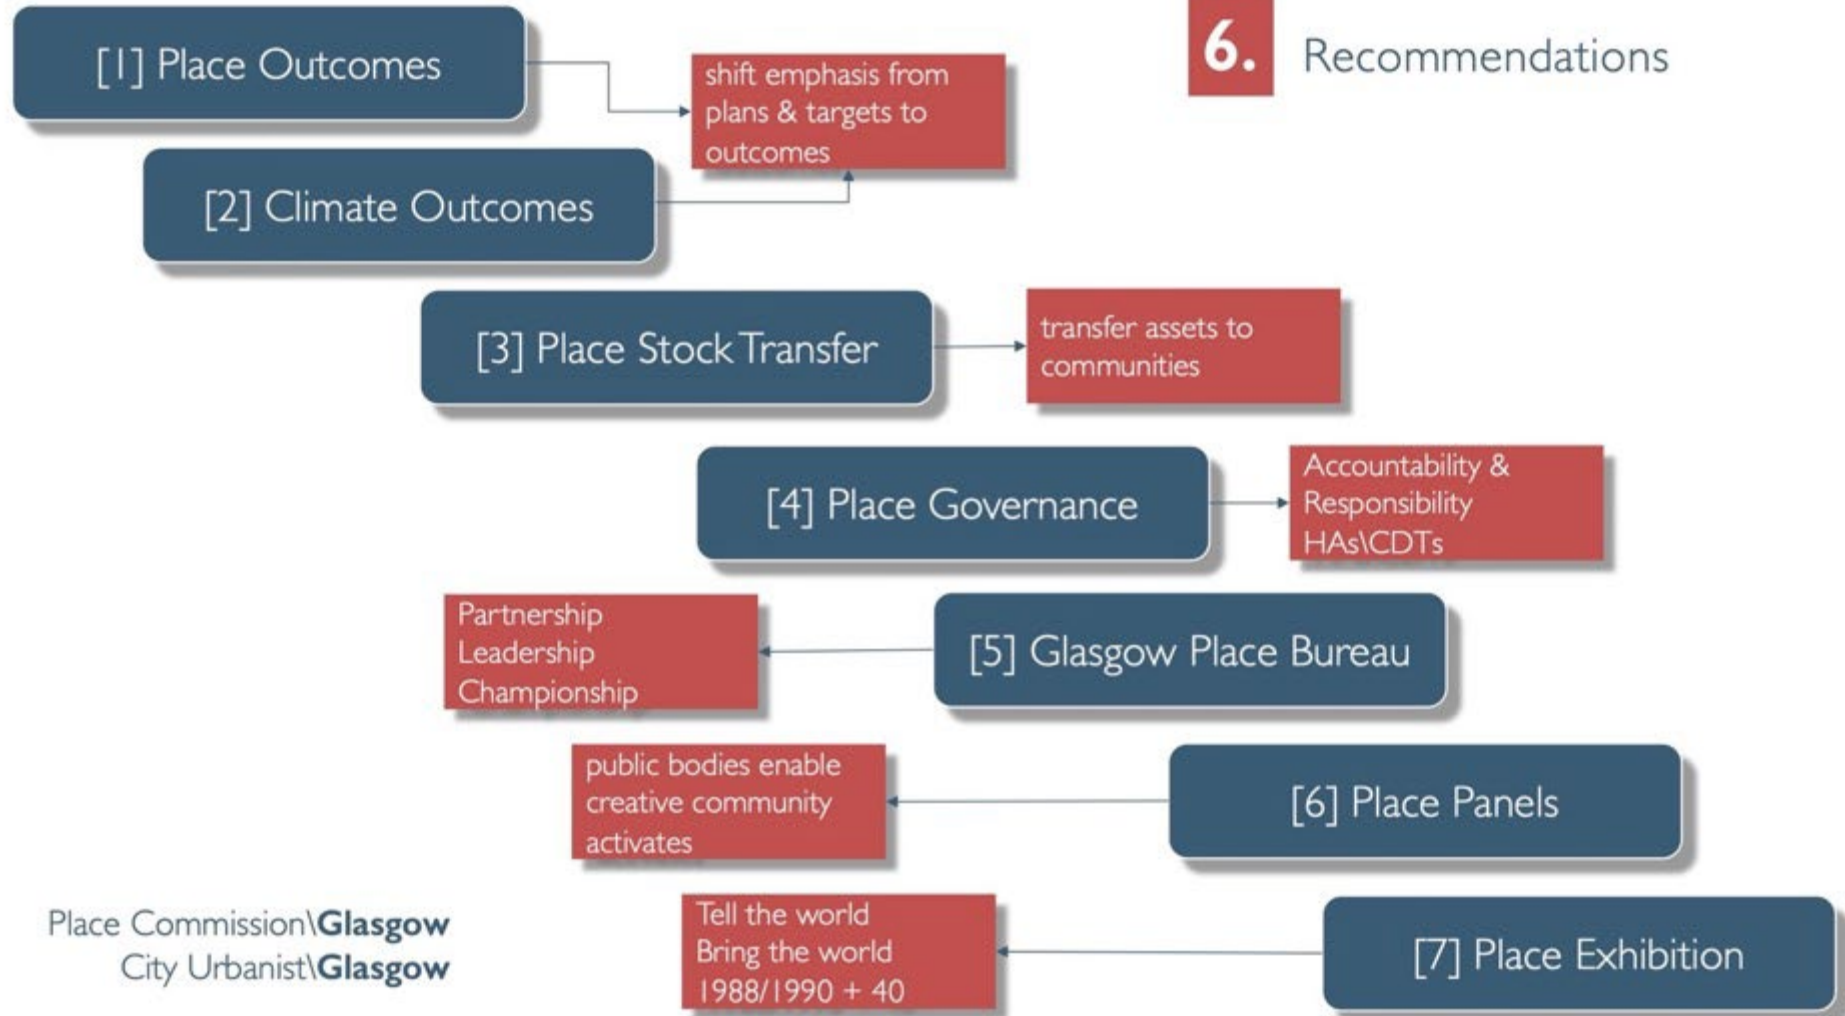 6.
Recommendations
[1] Place Outcomes
shift emphasis from
plans & targets to
outcomes
[2] Climate Outcomes
[3] Place Stock Transfer
transfer assets to
communities
[4] Place Governance
Accountability &
Responsibility
HAs\CDTs
Partnership
Leadership
Championship
[5] Glasgow Place Bureau
public bodies enable
creative community
activates
[6] Place Panels
Tell the world
Bring the world
1988/1990 + 40
[7] Place Exhibition
Place Commission\Glasgow
City Urbanist\Glasgow